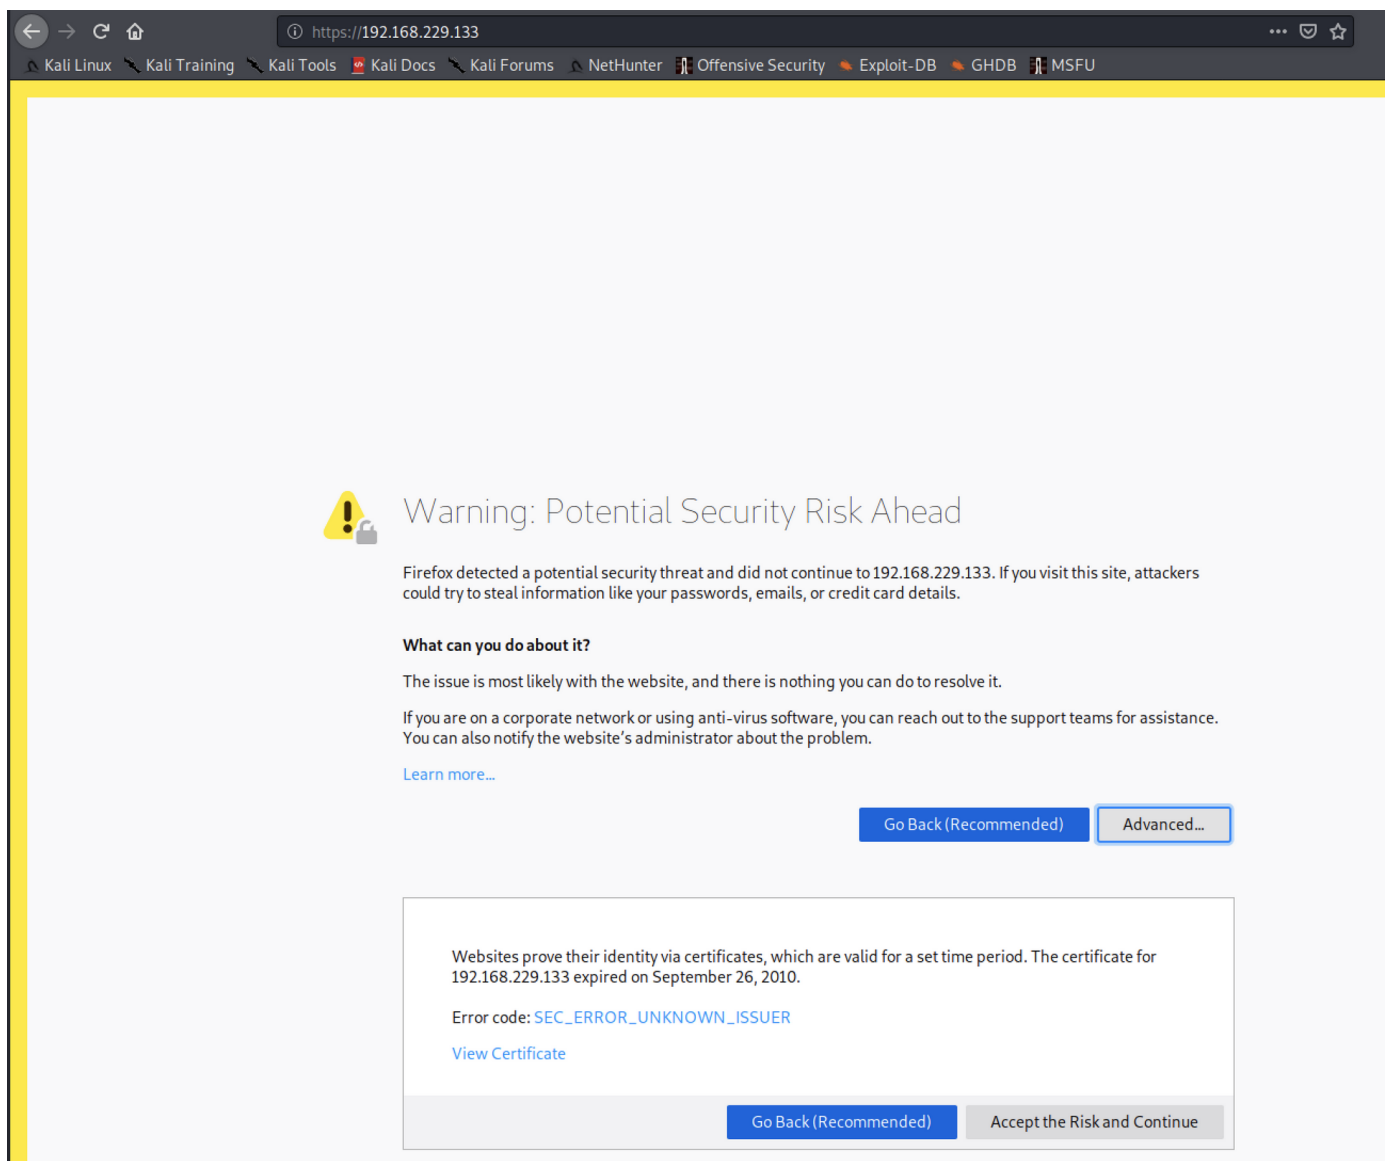 https://192.168.229.133
Kali Linux Kali Training Kali Tools Kali Docs Kali Forums NetHunter Offensive Security Exploit-DB GHDB MSFU
Warning: Potential Security Risk Ahead
Firefox detected a potential security threat and did not continue to 192.168.229.133. If you visit this site, attackers
could try to steal information like your passwords, emails, or credit card details.
What can you do about it?
The issue is most likely with the website, and there is nothing you can do to resolve it.
If you are on a corporate network or using anti-virus software, you can reach out to the support teams for assistance.
You can also notify the website’s administrator about the problem.
Learn more…
Go Back (Recommended) Advanced…
Websites prove their identity via certificates, which are valid for a set time period. The certificate for
192.168.229.133 expired on September 26, 2010.
Error code: SEC_ERROR_UNKNOWN_ISSUER
View Certificate
Go Back (Recommended) Accept the Risk and Continue